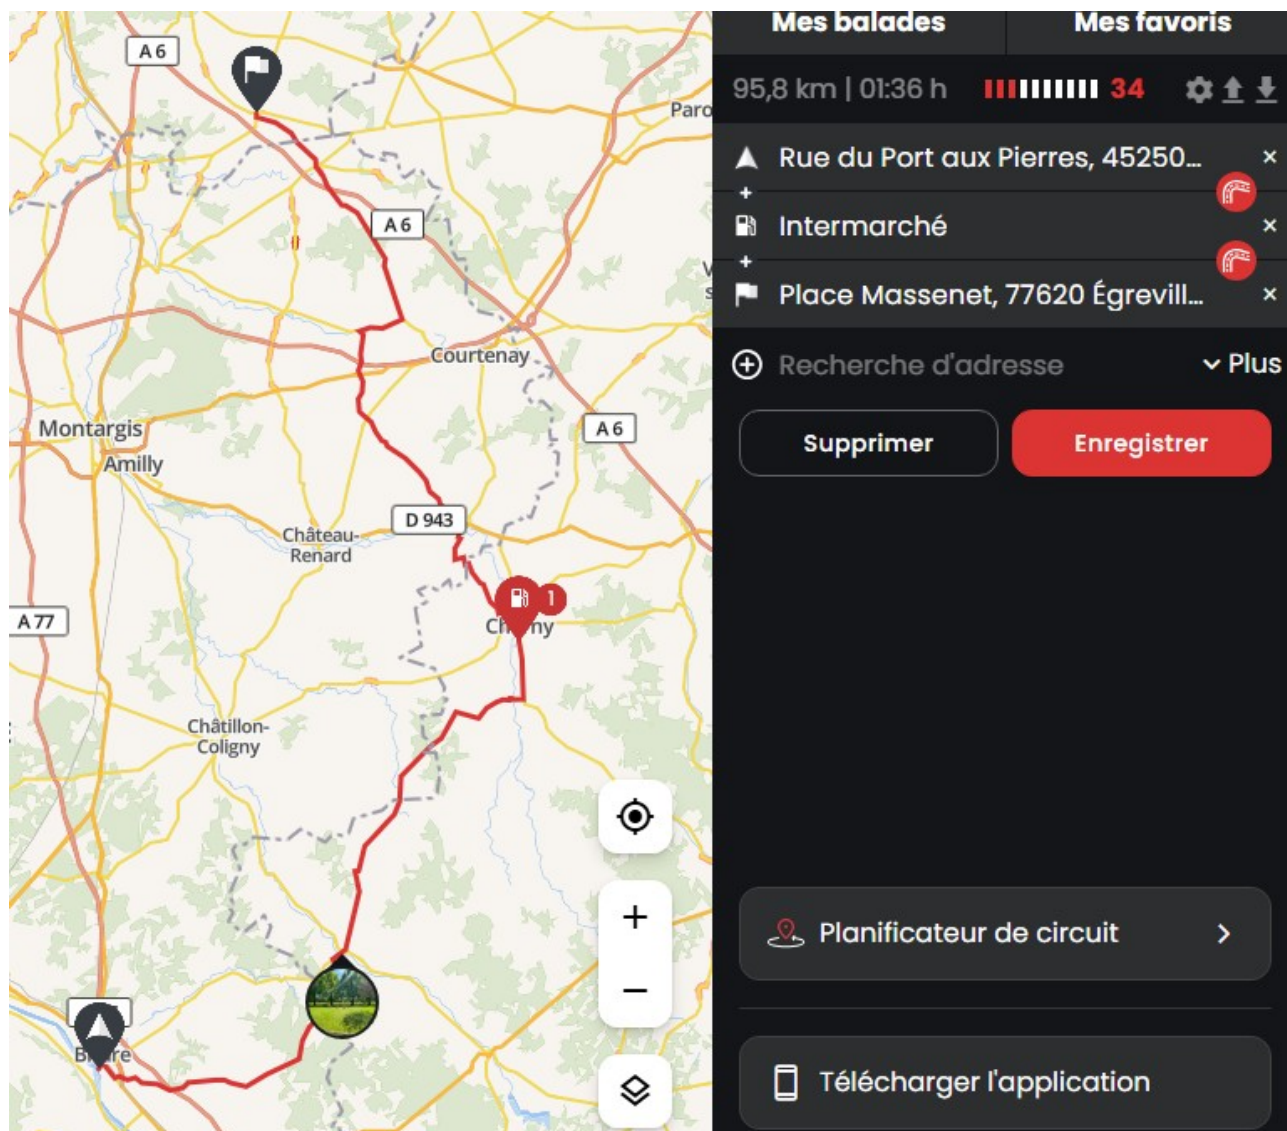 A 6
Paro
A 6
Courtenay
Montargis
Amilly
A 6
D 943
Château-
Renard
1
A 77
Châtillon-
Coligny
+
−
Mes balades
Mes favoris
95,8 km | 01:36 h
34
Rue du Port aux Pierres, 45250...
×
+
Intermarché
×
+
Place Massenet, 77620 Égrevill...
×
Recherche d'adresse
Plus
Supprimer
Enregistrer
Planificateur de circuit
Télécharger l'application